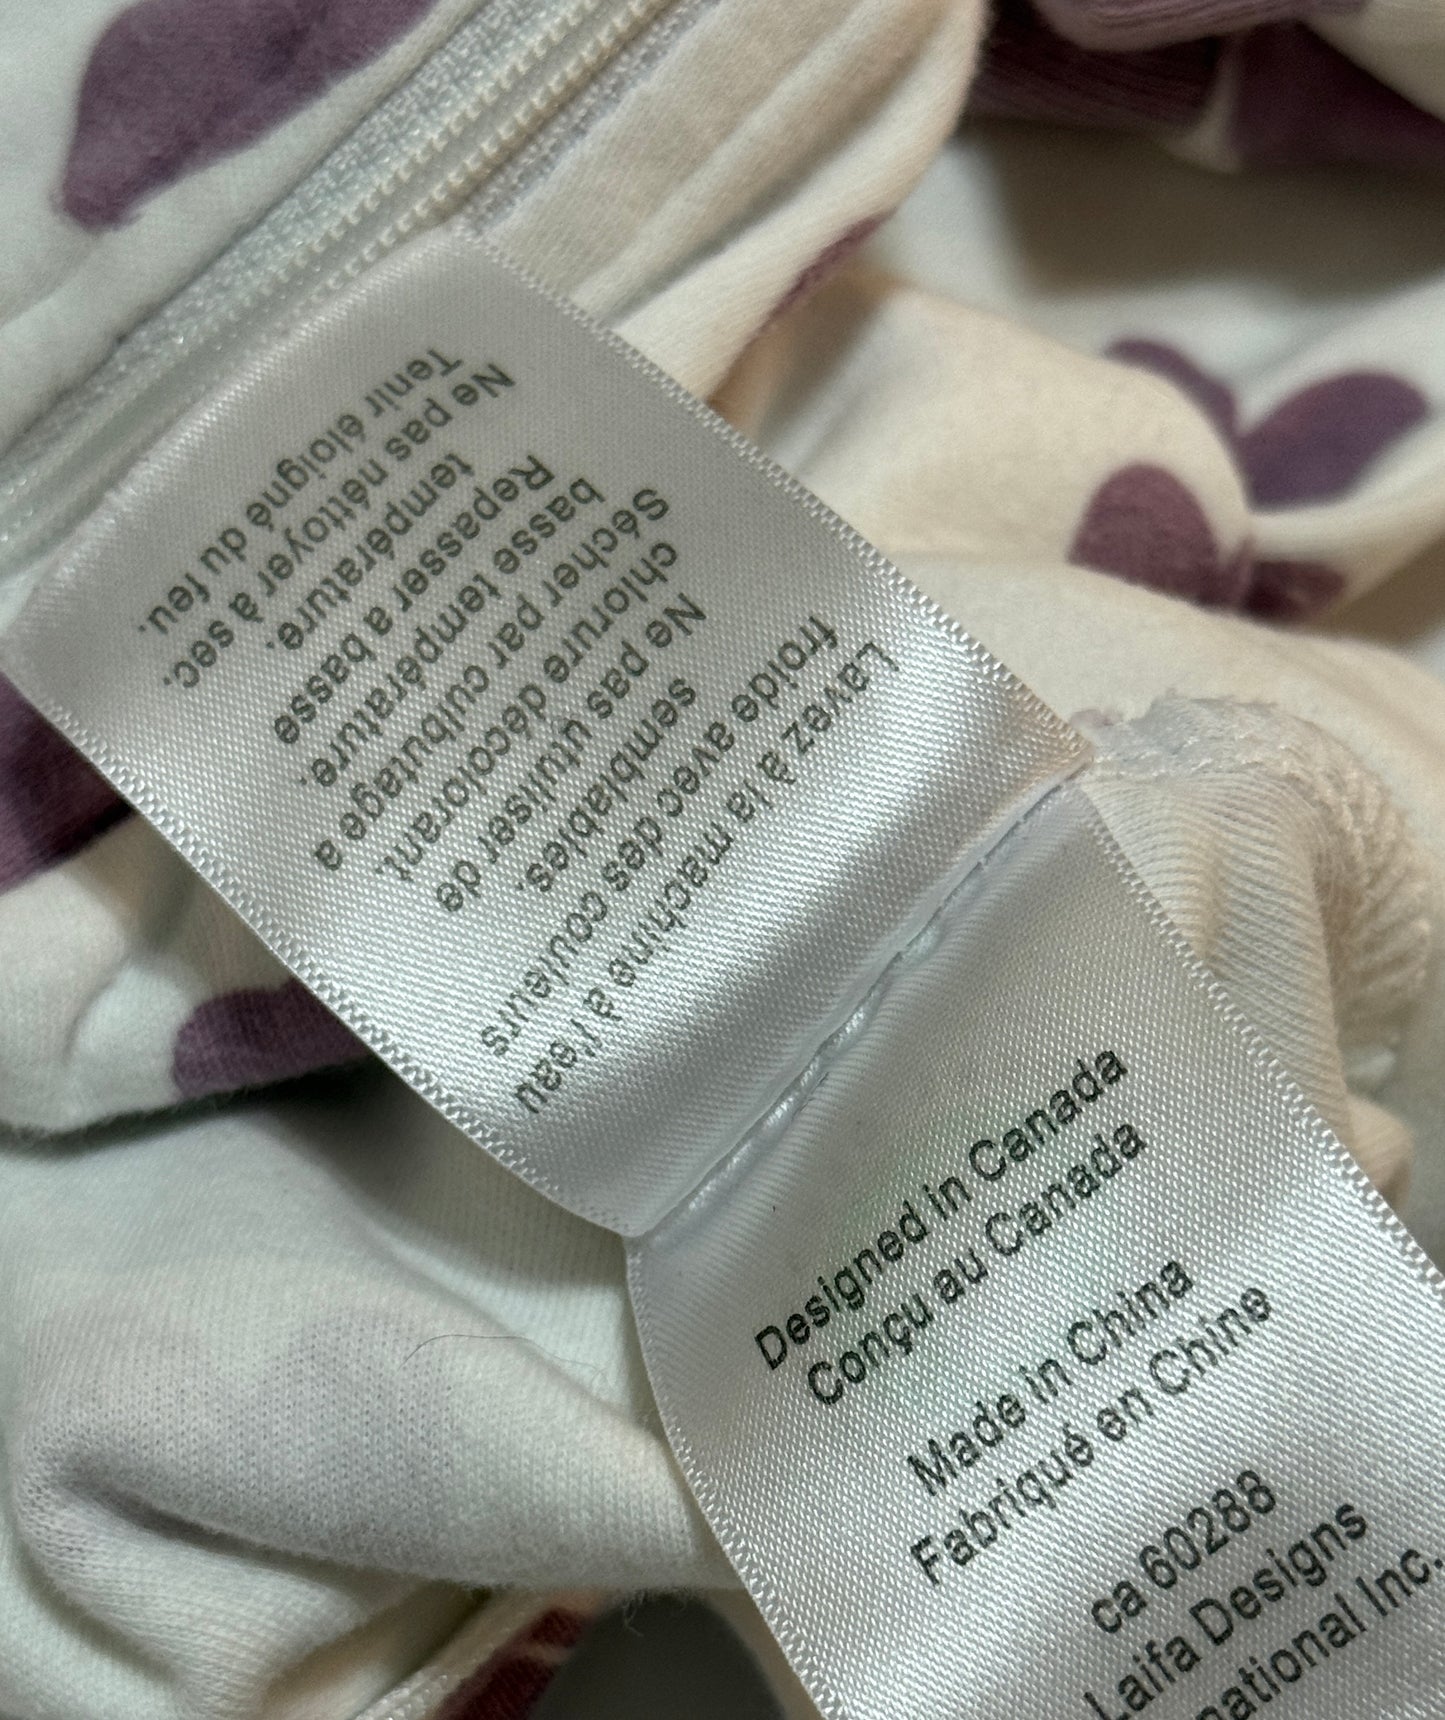 Lavez à la machine à l'eau
froide avec des couleurs
semblables.
Ne pas utuliser de
chlorure décolorant.
Sécher par culbutage a
basse température.
Repasser a basse
température.
Ne pas néttoyer à sec.
Tenir éloigné du feu.
Designed in Canada
Conçu au Canada
Made in China
Fabriqué en Chine
ca 60288
Laifa Designs
national Inc.